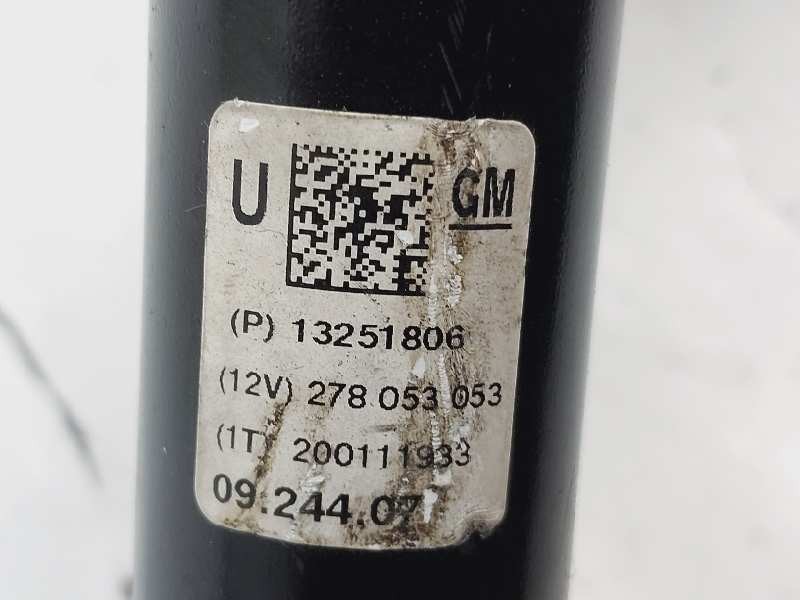 U GM
(P) 13251806
(12V) 278 053 053
(1T) 200111933
09.244.07